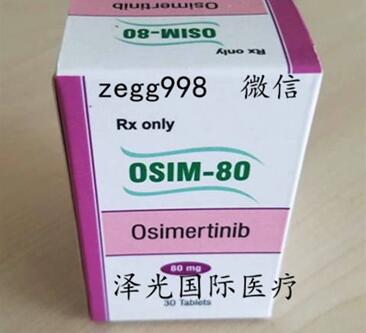 Osimertinib
OSIM-80
Rx only
zegg998 微信
Rx only
OSIM-80
Osimertinib
80 mg
泽光国际医疗
30 Tablets